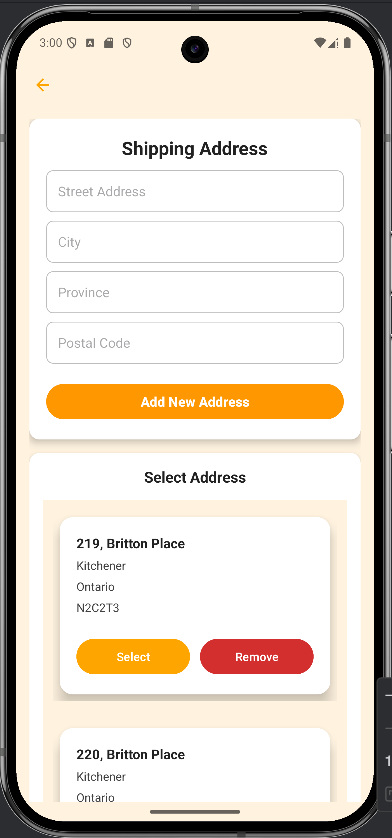 3:00
Shipping Address
Street Address
City
Province
Postal Code
Add New Address
Select Address
219, Britton Place
Kitchener
Ontario
N2C2T3
Select Remove
220, Britton Place
Kitchener
Ontario